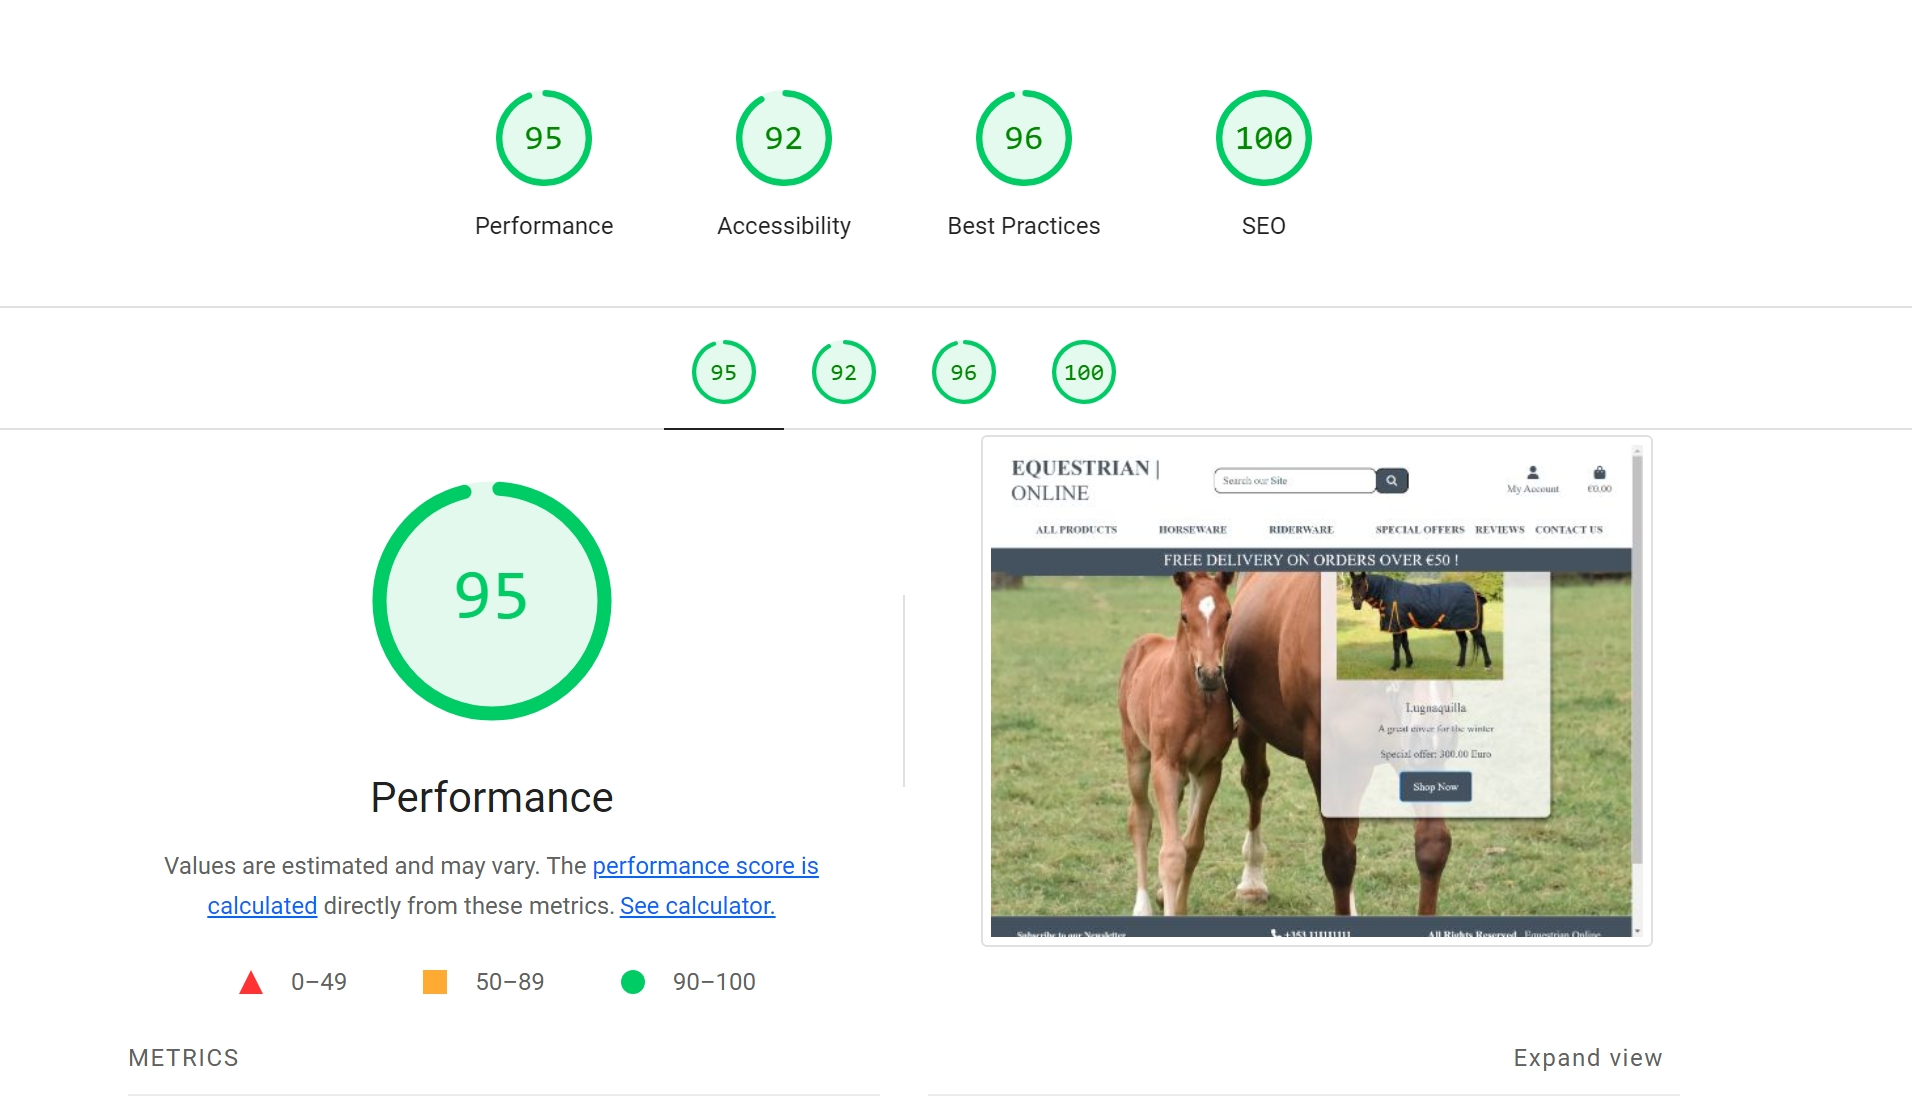 95
92
96
100
Performance
Accessibility
Best Practices
SEO
95
92
96
100
95
Performance
Values are estimated and may vary. The performance score is
calculated directly from these metrics. See calculator.
0–49
50–89
90–100
METRICS
Expand view
EQUESTRIAN |
ONLINE
Search our Site
My Account
€0.00
ALL PRODUCTS
HORSEWARE
RIDERWARE
SPECIAL OFFERS
REVIEWS
CONTACT US
FREE DELIVERY ON ORDERS OVER €50 !
Lugnaquilla
A great cover for the winter
Special offer: 300.00 Euro
Shop Now
Subscribe to our Newsletter
+353 11111111
All Rights Reserved Equestrian Online